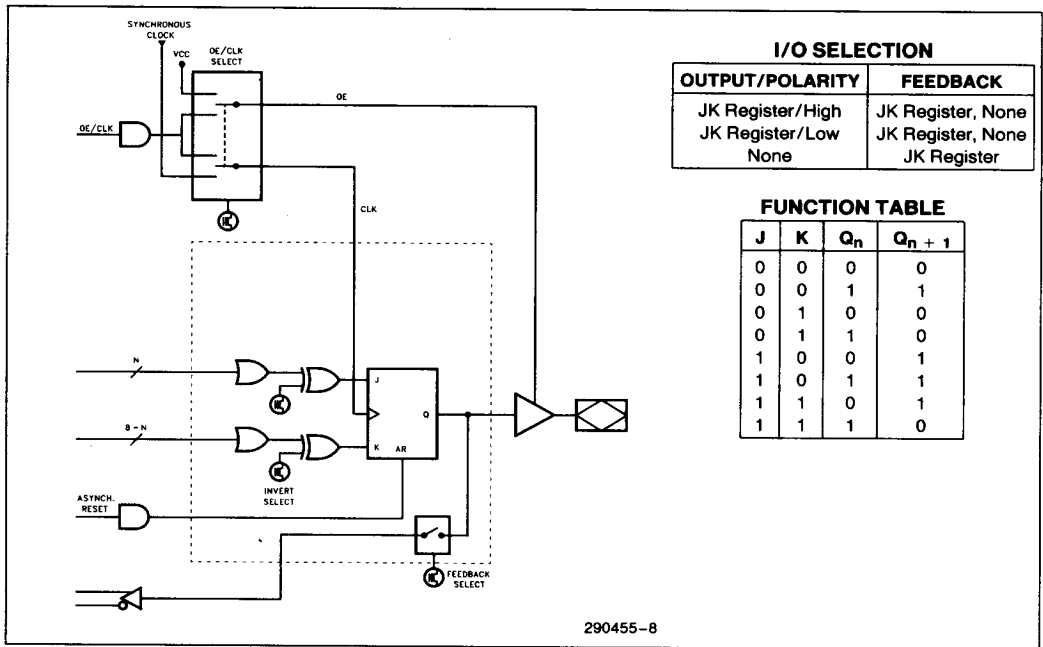 SYNCHRONOUS
CLOCK
VCC
OE/CLK
SELECT
OE
OE/CLK
CLK
N
J
Q
8 - N
K
AR
INVERT
SELECT
ASYNCH.
RESET
FEEDBACK
SELECT
I/O SELECTION
OUTPUT/POLARITY FEEDBACK
JK Register/High JK Register, None
JK Register/Low JK Register, None
None JK Register
FUNCTION TABLE
J K Qn Qn + 1
0 0 0 0
0 0 1 1
0 1 0 0
0 1 1 0
1 0 0 1
1 0 1 1
1 1 0 1
1 1 1 0
290455-8